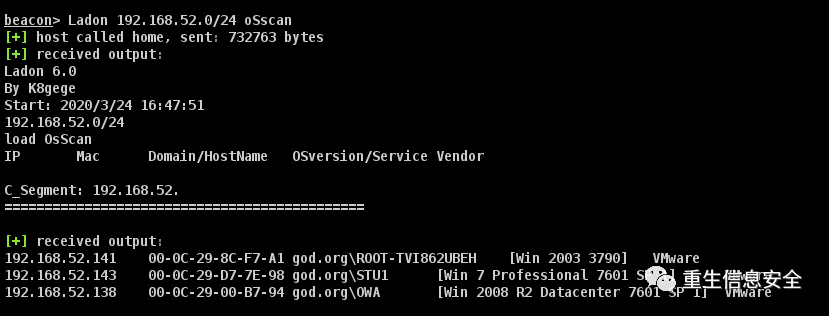 beacon> Ladon 192.168.52.0/24 oSscan
[+] host called home, sent: 732763 bytes
[+] received output:
Ladon 6.0
By K8gege
Start: 2020/3/24 16:47:51
192.168.52.0/24
load OsScan
IP Mac Domain/HostName OSversion/Service Vendor
C_Segment: 192.168.52.
=============================================
[+] received output:
192.168.52.141 00-0C-29-8C-F7-A1 god.org\ROOT-TVI862UBEH [Win 2003 3790] VMware
192.168.52.143 00-0C-29-D7-7E-98 god.org\STU1 [Win 7 Professional 7601
192.168.52.138 00-0C-29-00-B7-94 god.org\OWA [Win 2008 R2 Datacenter 7601 SP 1] VMware
重生信息安全